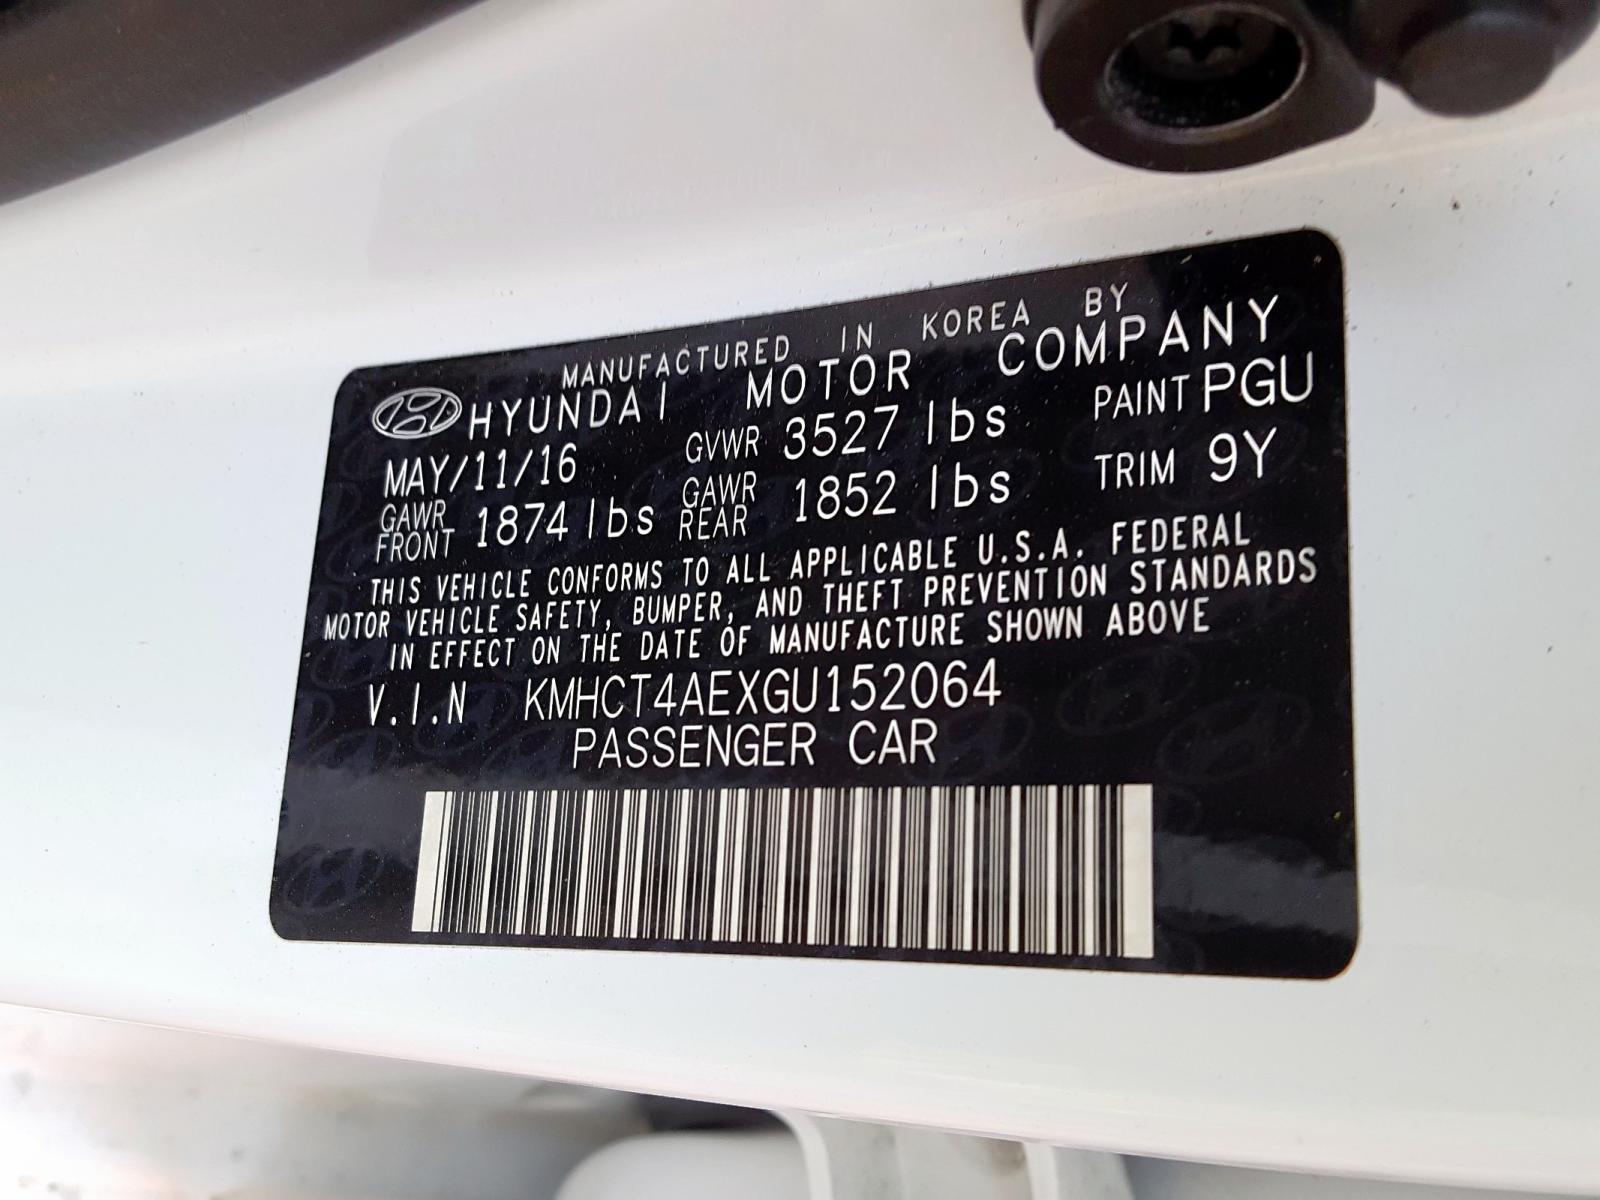 MANUFACTURED IN KOREA BY
HYUNDAI MOTOR COMPANY
MAY/11/16 GVWR 3527 lbs PAINT PGU
GAWR FRONT 1874 lbs GAWR REAR 1852 lbs TRIM 9Y
THIS VEHICLE CONFORMS TO ALL APPLICABLE U.S.A. FEDERAL
MOTOR VEHICLE SAFETY, BUMPER, AND THEFT PREVENTION STANDARDS
IN EFFECT ON THE DATE OF MANUFACTURE SHOWN ABOVE
V.I.N KMHCT4AEXGU152064
PASSENGER CAR